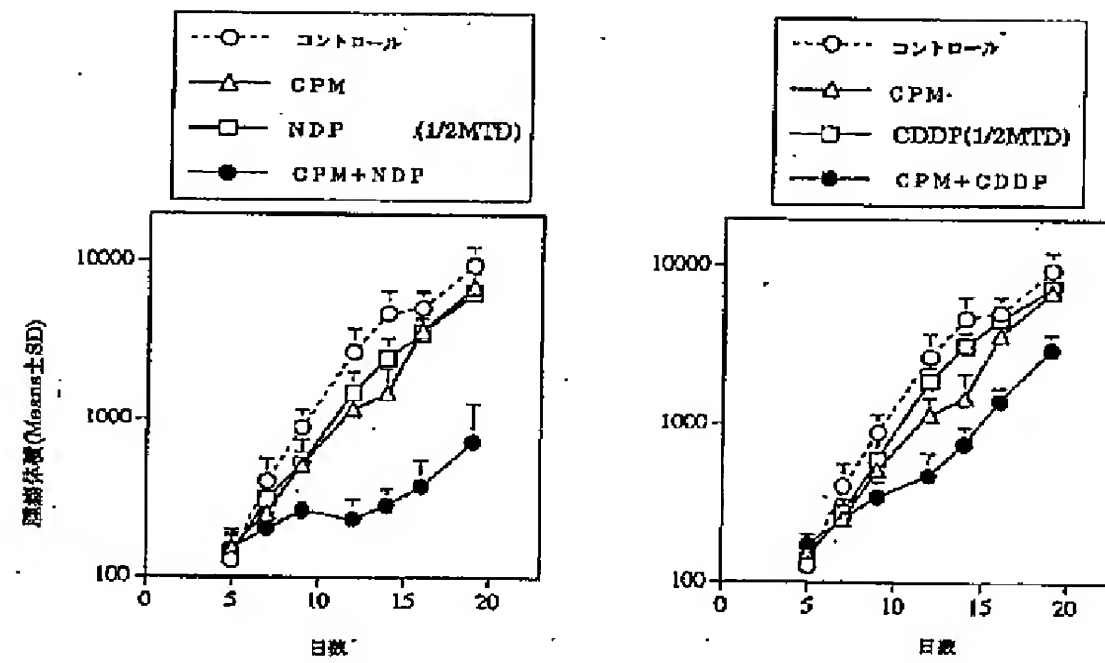 コントロール
CPM
NDP (1/2MTD)
CPM+NDP
コントロール
CPM
CDDP(1/2MTD)
CPM+CDDP
腫瘍体積(Means±SD)
10000
1000
100
0 5 10 15 20
日数
10000
1000
100
0 5 10 15 20
日数